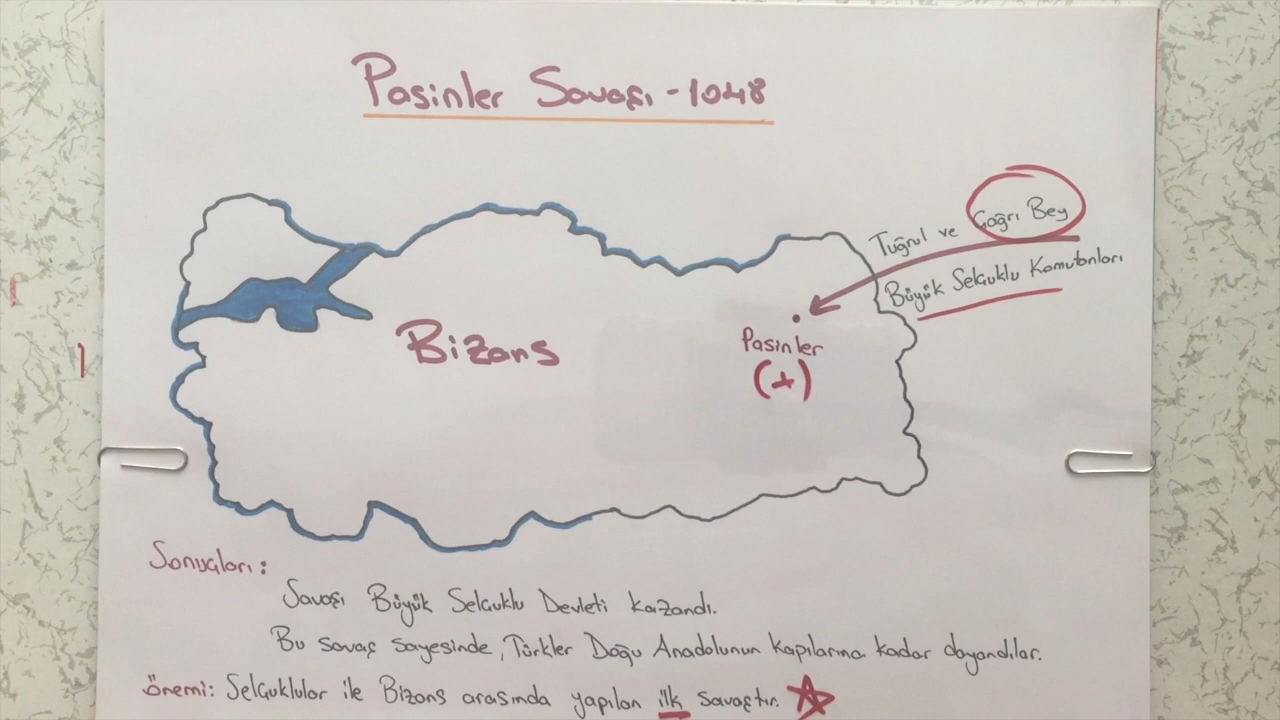 Pasinler Savaşı - 1048
Tuğrul ve Çağrı Bey
Büyük Selçuklu Komutanları
Pasinler
(+)
Bizans
Sonuçları:
Savaşı Büyük Selçuklu Devleti kazandı.
Bu savaş sayesinde, Türkler Doğu Anadolunun kapılarına kadar dayandılar.
Önemi: Selçuklular ile Bizans arasında yapılan ilk savaştır.